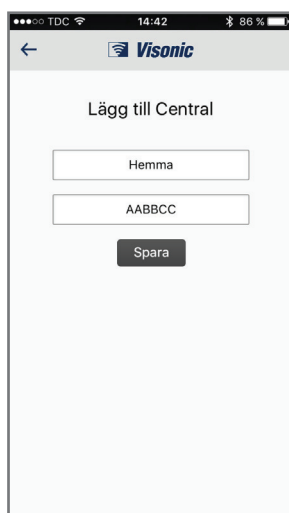 TDC 14:42 86 %
Visonic
Lägg till Central
Hemma
AABBCC
Spara